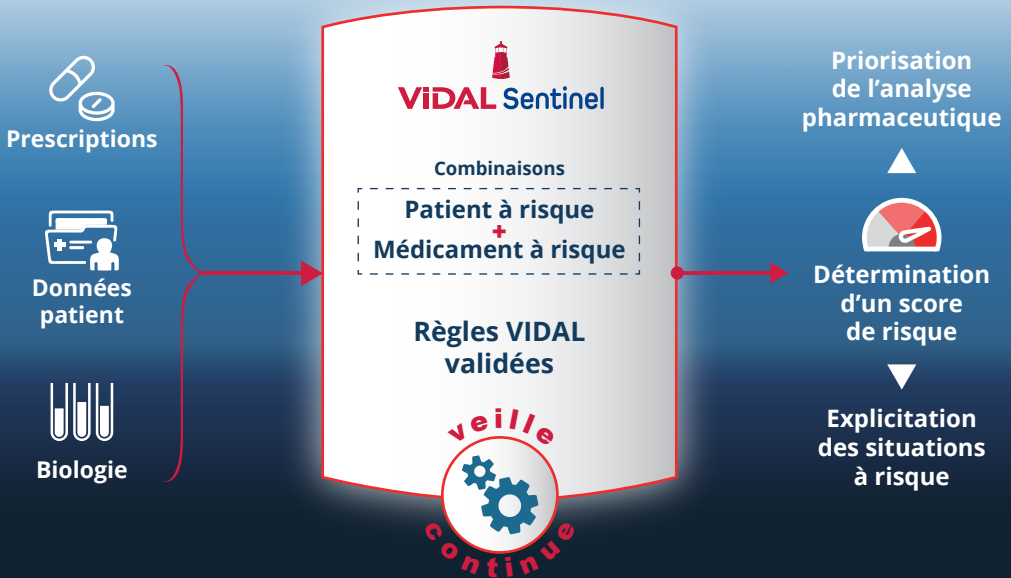 Prescriptions
Données
patient
Biologie
ViDAL Sentinel
Combinaisons
Patient à risque
+
Médicament à risque
Règles VIDAL
validées
veille
continue
Priorisation
de l'analyse
pharmaceutique
Détermination
d'un score
de risque
Explicitation
des situations
à risque